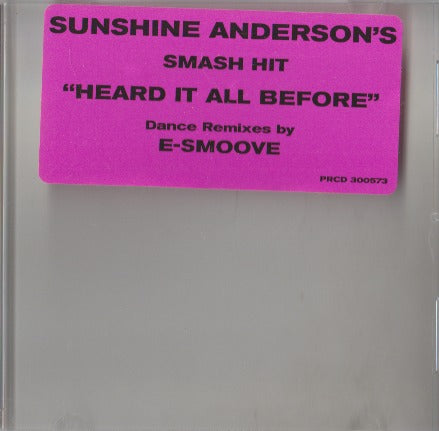 SUNSHINE ANDERSON'S
SMASH HIT
“HEARD IT ALL BEFORE”
Dance Remixes by
E-SMOOVE
PRCD 300573